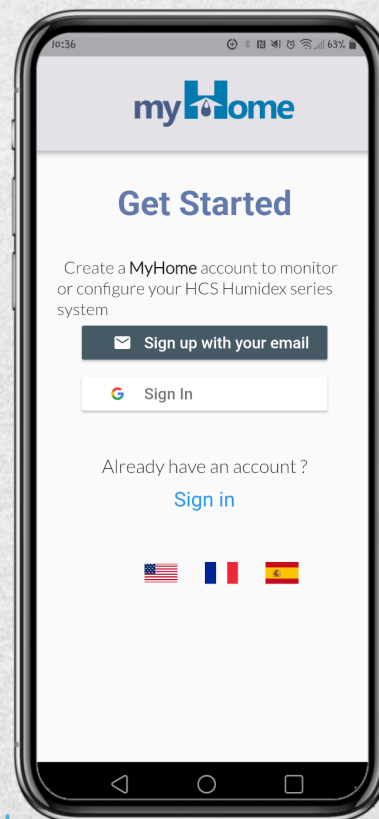 10:36
63%
myHome
Get Started
Create a MyHome account to monitor
or configure your HCS Humidex series
system
Sign up with your email
G Sign In
Already have an account ?
Sign in